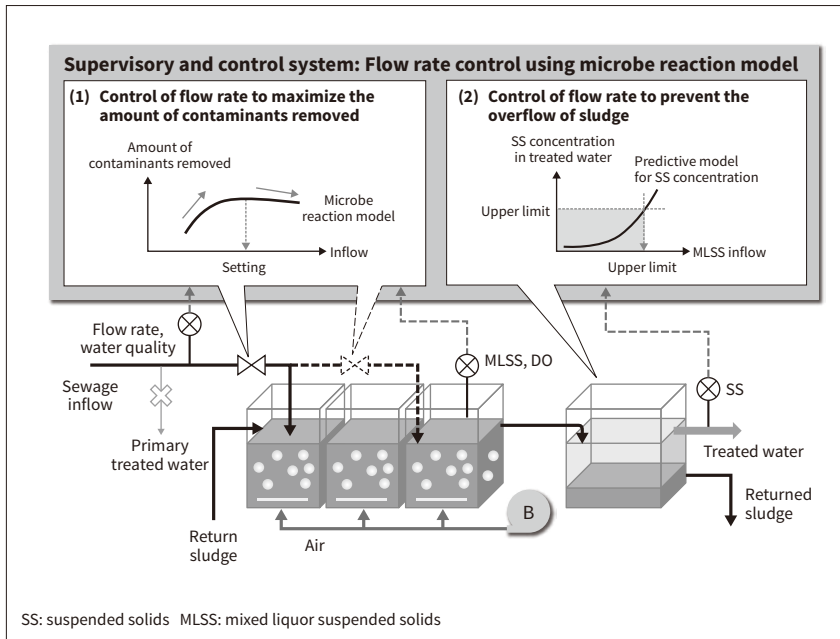 Supervisory and control system: Flow rate control using microbe reaction model
(1) Control of flow rate to maximize the
amount of contaminants removed
Amount of
contaminants removed
Microbe
reaction model
Inflow
Setting
(2) Control of flow rate to prevent the
overflow of sludge
SS concentration
in treated water
Predictive model
for SS concentration
Upper limit
MLSS inflow
Upper limit
Flow rate,
water quality
MLSS, DO
Sewage
inflow
SS
Primary
treated water
Treated water
Return
sludge
Air
B
Returned
sludge
SS: suspended solids MLSS: mixed liquor suspended solids